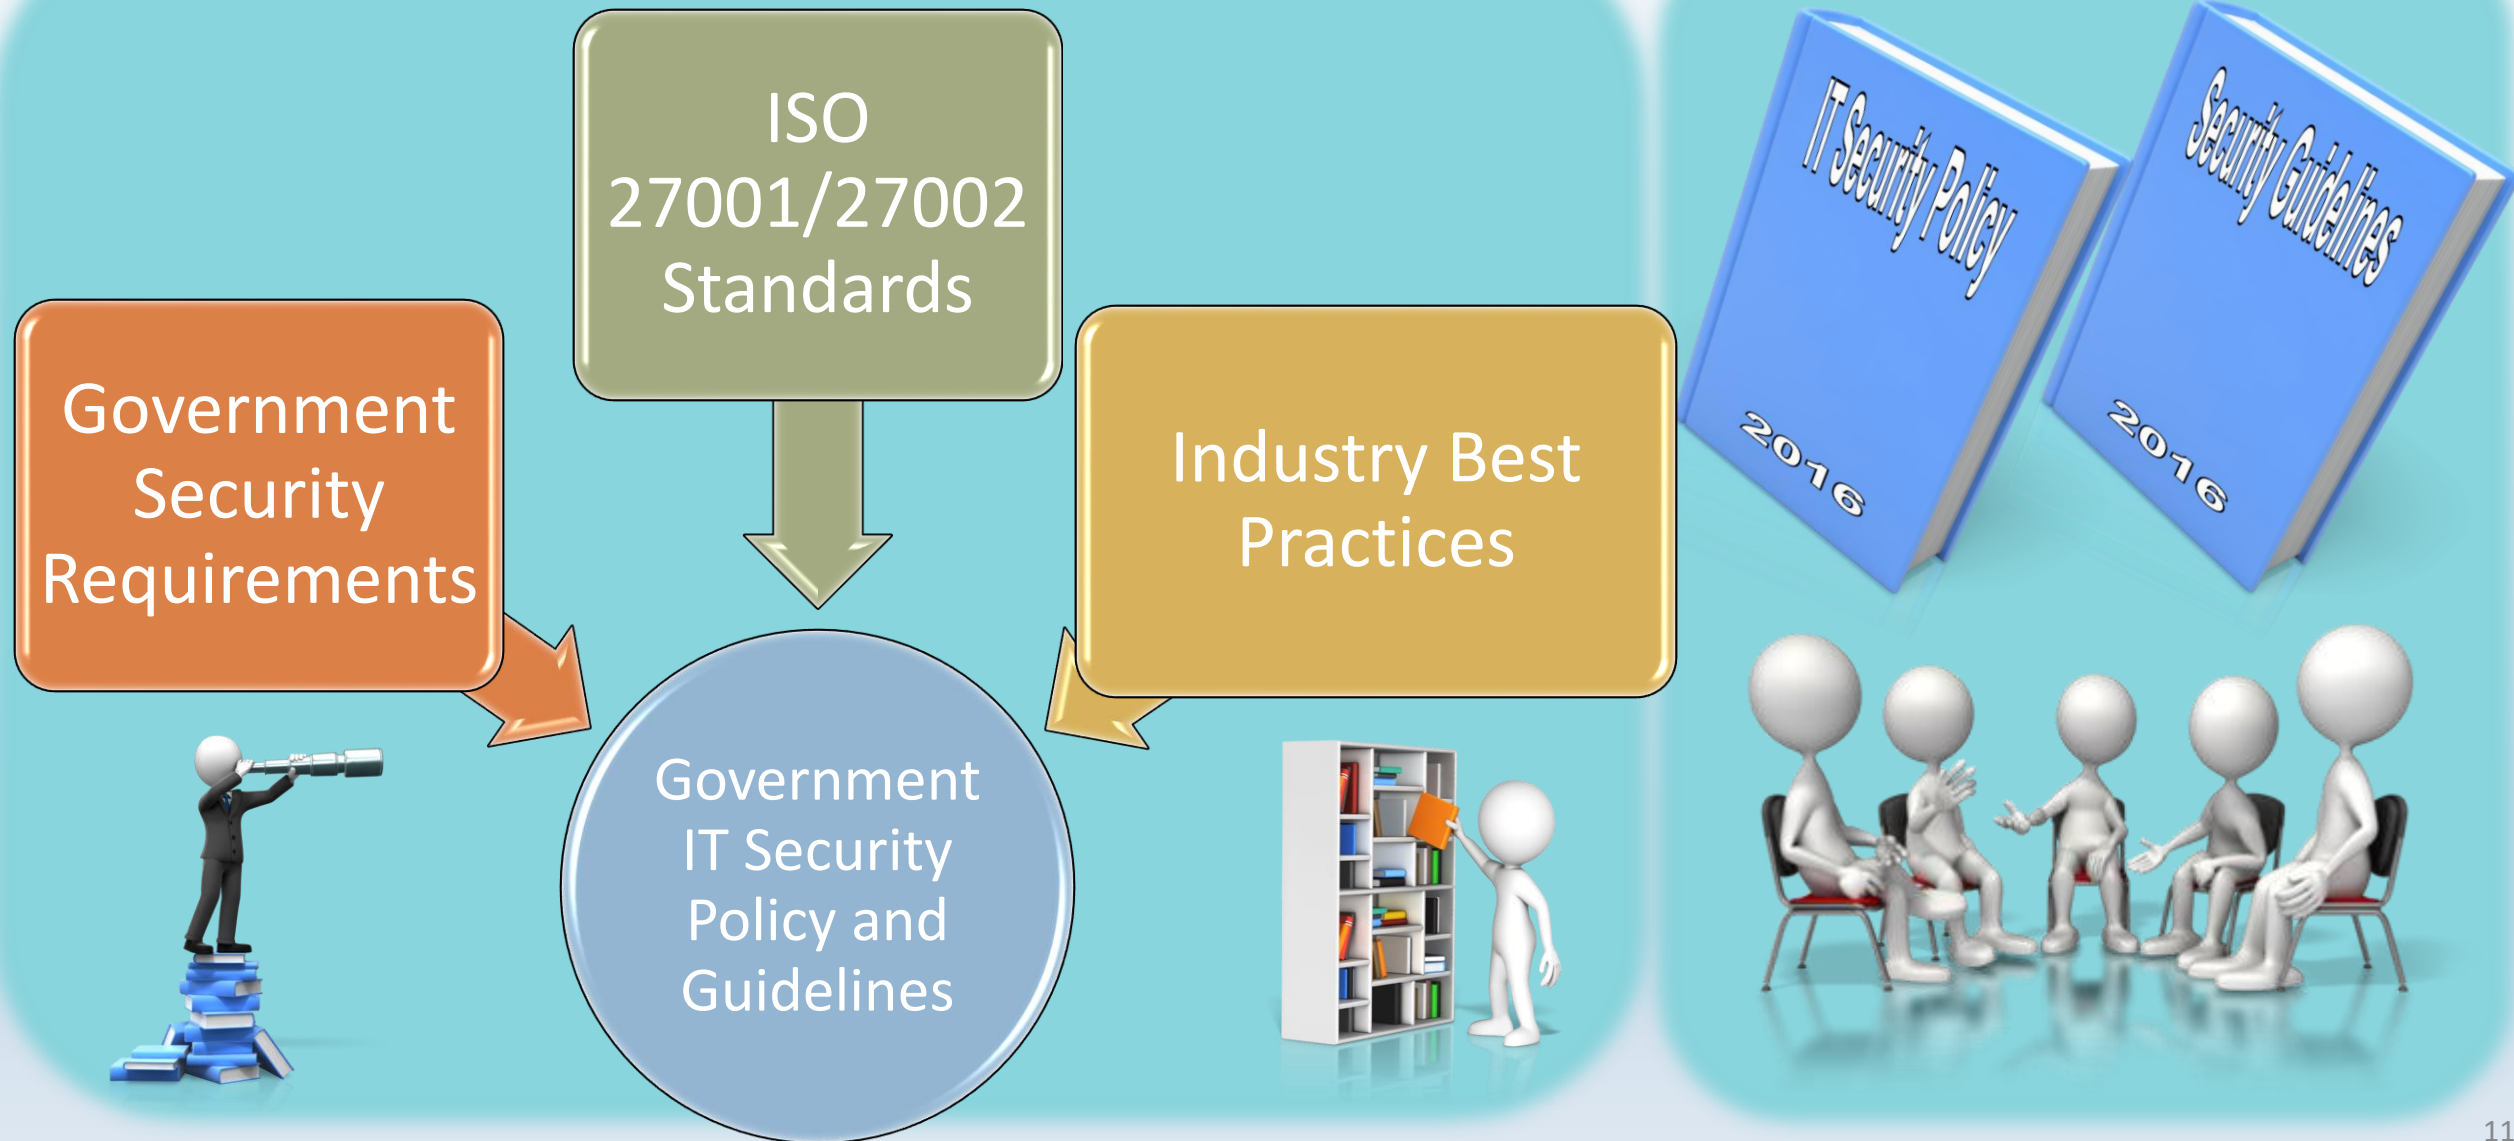 ISO
27001/27002
Standards
Government
Security
Requirements
Industry Best
Practices
Government
IT Security
Policy and
Guidelines
IT Security Policy
2016
Security Guidelines
2016
11